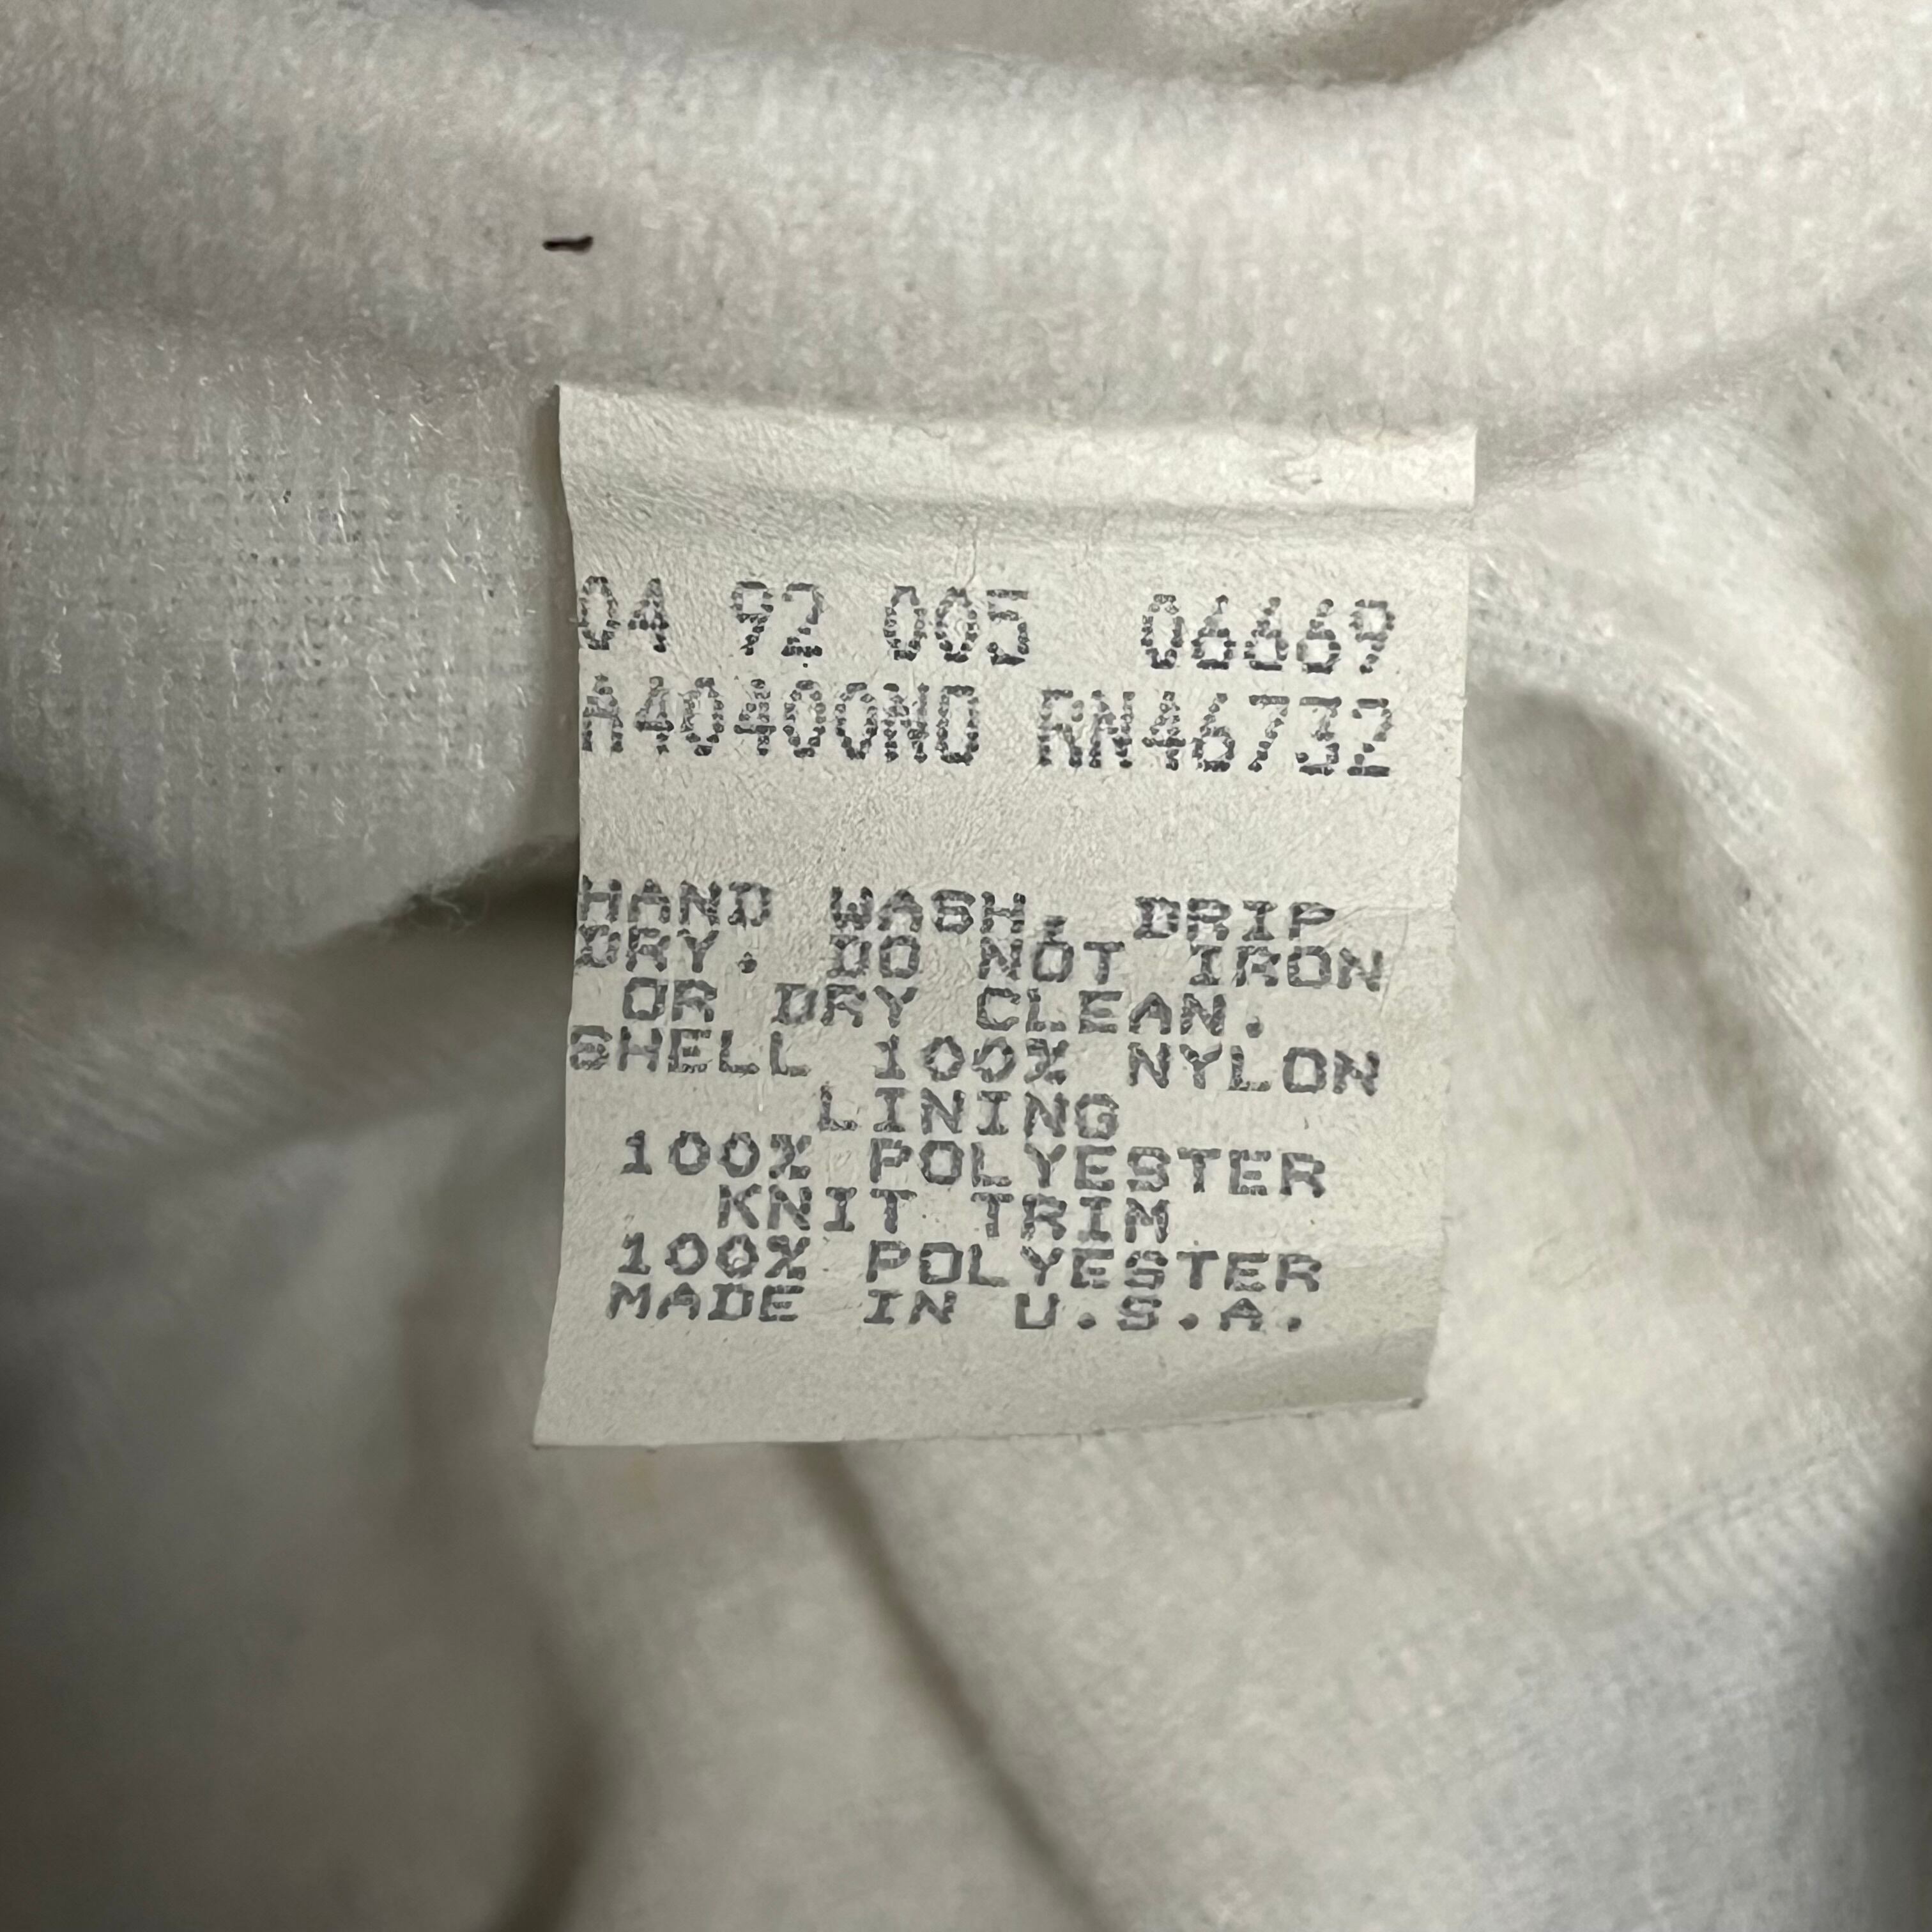 04 92 005 06669
A40400ND RN46732
HAND WASH, DRIP
DRY. DO NOT IRON
OR DRY CLEAN.
SHELL 100% NYLON
LINING
100% POLYESTER
KNIT TRIM
100% POLYESTER
MADE IN U.S.A.